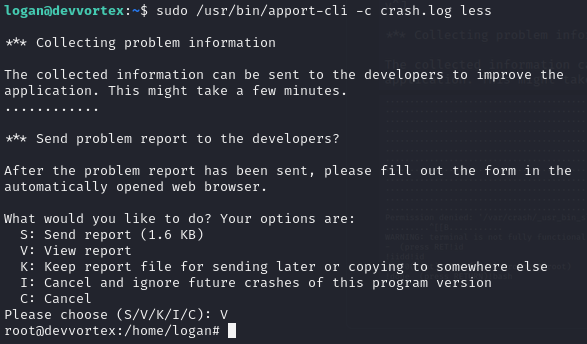 logan@devvortex:~$ sudo /usr/bin/apport-cli -c crash.log less
*** Collecting problem information
The collected information can be sent to the developers to improve the
application. This might take a few minutes.
............
*** Send problem report to the developers?
After the problem report has been sent, please fill out the form in the
automatically opened web browser.
What would you like to do? Your options are:
S: Send report (1.6 KB)
V: View report
K: Keep report file for sending later or copying to somewhere else
I: Cancel and ignore future crashes of this program version
C: Cancel
Please choose (S/V/K/I/C): V
root@devvortex:/home/logan#